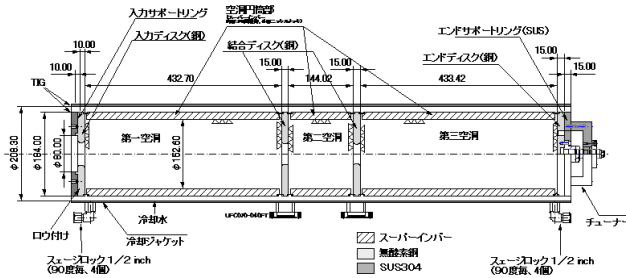 入力サポートリング
入力ディスク(銅)
空洞円筒部
結合ディスク(銅)
エンドサポートリング(SUS)
エンドディスク(銅)
10.00
10.00
432.70
15.00
144.02
15.00
433.42
15.00
15.00
TIG
第一空洞
第二空洞
第三空洞
φ162.60
φ80.00
φ184.00
ロウ付け
冷却水
冷却ジャケット
チューナー
スェージロック 1/2 inch
(90度毎、4個)
スーパーインバー
無酸素銅
SUS304
スェージロック 1/2 inch
(90度毎、4個)